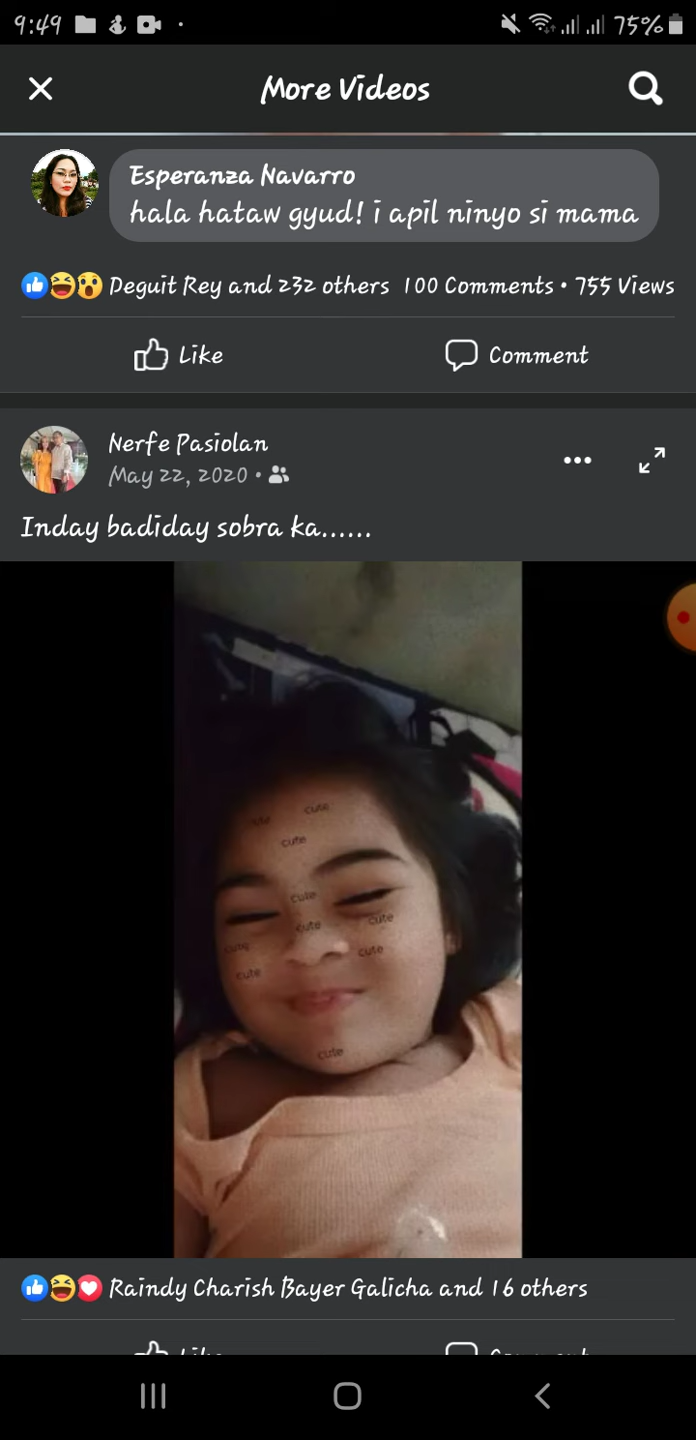 9:49
75%
More Videos
Esperanza Navarro
hala hataw gyud! i apil ninyo si mama
Deguit Rey and 232 others 100 Comments • 755 Views
Like Comment
Nerfe Pasiolan
May 22, 2020 •
Inday badiday sobra ka......
cute cute
cute
cute
cute cute
cute cute
cute
cute
Raindy Charish Bayer Galicha and 16 others
Like Comment